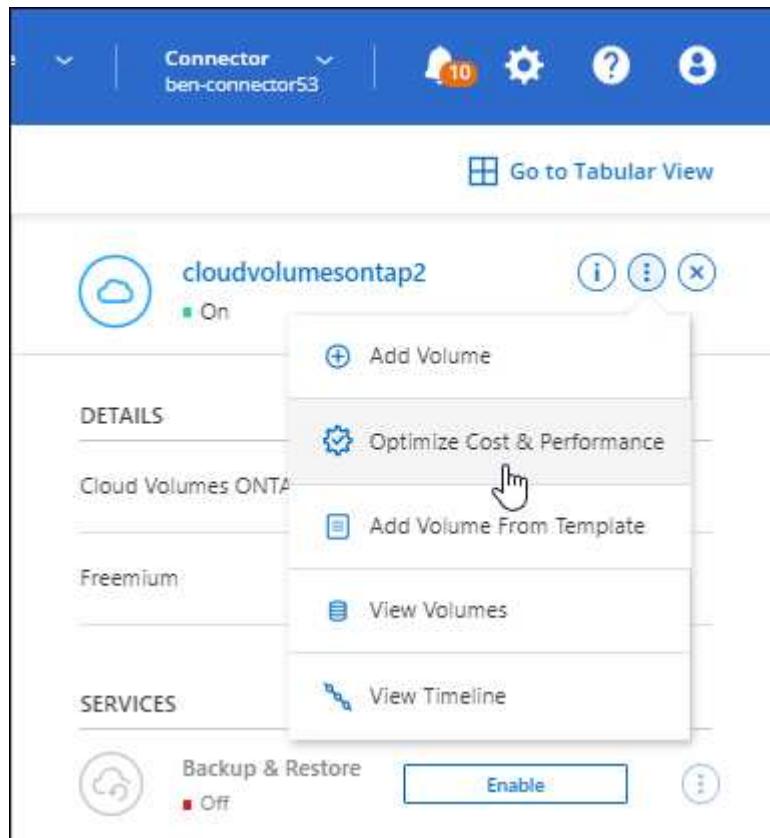 Connector
ben-connector53
10
Go to Tabular View
cloudvolumesontap2
On
Add Volume
DETAILS
Optimize Cost & Performance
Cloud Volumes ONTA
Add Volume From Template
Freemium
View Volumes
View Timeline
SERVICES
Backup & Restore
Enable
Off